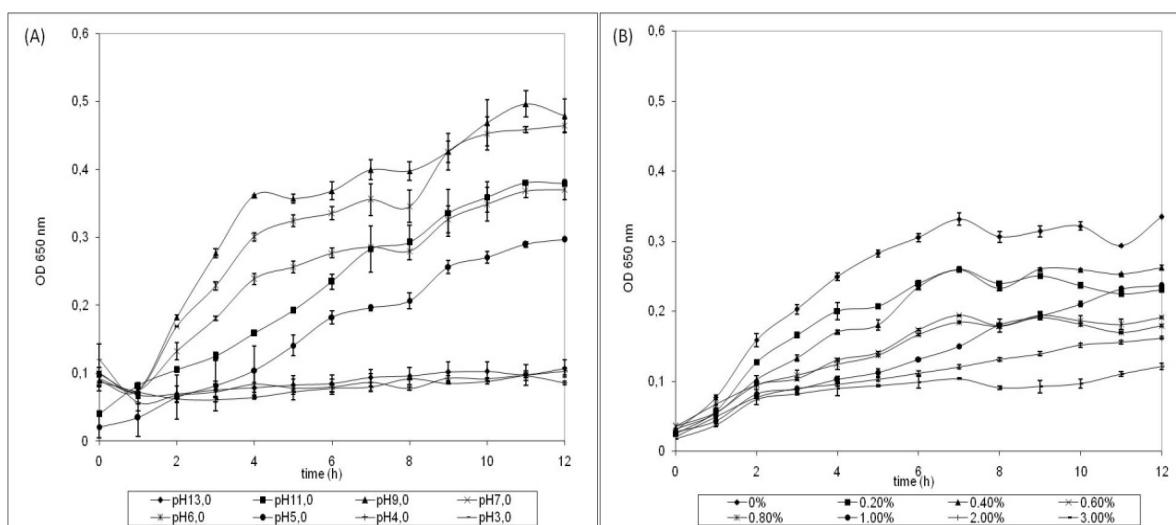 (A)
0,6
0,5
0,4
0,3
0,2
0,1
0
OD 650 nm
0 2 4 6 8 10 12
time (h)
pH13,0 pH11,0 pH9,0 pH7,0
pH6,0 pH5,0 pH4,0 pH3,0
(B)
0,6
0,5
0,4
0,3
0,2
0,1
0
OD 650 nm
0 2 4 6 8 10 12
time (h)
0% 0.20% 0.40% 0.60%
0.80% 1.00% 2.00% 3.00%